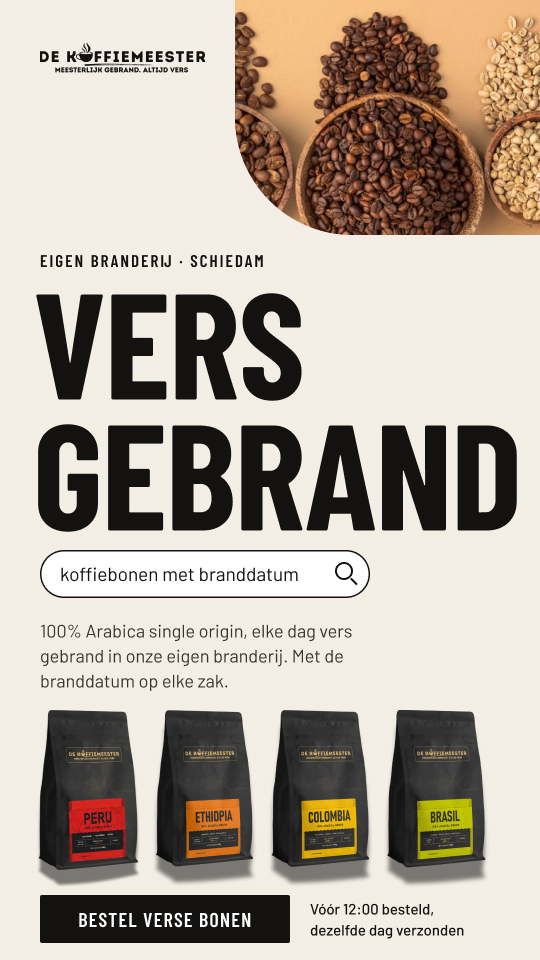 DE KOFFIEMEESTER
MEESTERLIJK GEBRAND. ALTIJD VERS
EIGEN BRANDERIJ · SCHIEDAM
VERS
GEBRAND
koffiebonen met branddatum
100% Arabica single origin, elke dag vers
gebrand in onze eigen branderij. Met de
branddatum op elke zak.
DE KOFFIEMEESTER
PERU
DE KOFFIEMEESTER
ETHIOPIA
DE KOFFIEMEESTER
COLOMBIA
DE KOFFIEMEESTER
BRASIL
BESTEL VERSE BONEN
Vóór 12:00 besteld,
dezelfde dag verzonden